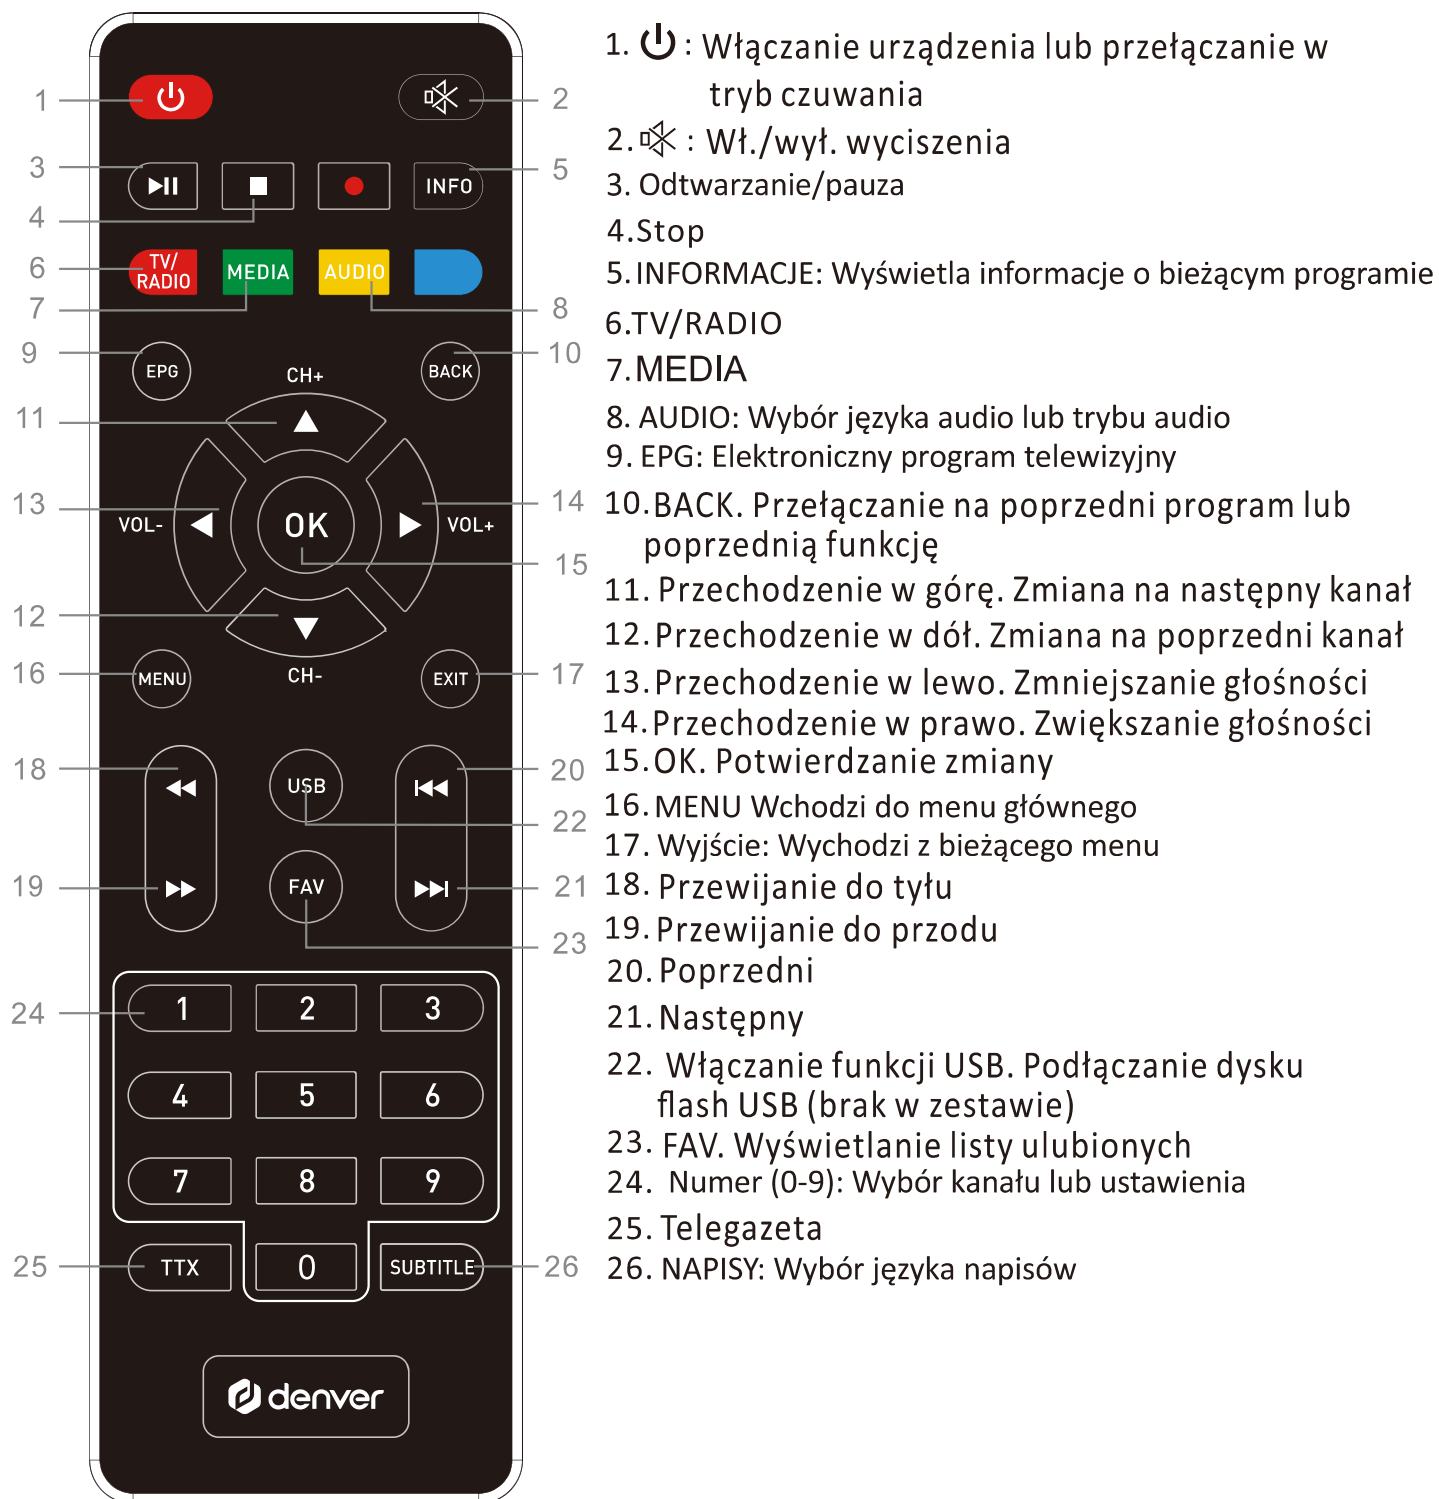 1
2
3
5
INFO
4
6
TV/
RADIO
MEDIA
AUDIO
7
8
9
EPG
CH+
BACK
10
11
13
VOL-
OK
VOL+
14
15
12
16
MENU
CH-
EXIT
17
18
USB
20
22
19
FAV
21
23
24
1
2
3
4
5
6
7
8
9
25
TTX
0
SUBTITLE
26
denver
1. : Włączanie urządzenia lub przełączanie w
tryb czuwania
2. : Wł./wył. wyciszenia
3. Odtwarzanie/pauza
4.Stop
5.INFORMACJE: Wyświetla informacje o bieżącym programie
6.TV/RADIO
7.MEDIA
8. AUDIO: Wybór języka audio lub trybu audio
9. EPG: Elektroniczny program telewizyjny
10.BACK. Przełączanie na poprzedni program lub
poprzednią funkcję
11. Przechodzenie w górę. Zmiana na następny kanał
12. Przechodzenie w dół. Zmiana na poprzedni kanał
13. Przechodzenie w lewo. Zmniejszanie głośności
14. Przechodzenie w prawo. Zwiększanie głośności
15.OK. Potwierdzanie zmiany
16. MENU Wchodzi do menu głównego
17. Wyjście: Wychodzi z bieżącego menu
18. Przewijanie do tyłu
19. Przewijanie do przodu
20. Poprzedni
21. Następny
22. Włączanie funkcji USB. Podłączanie dysku
flash USB (brak w zestawie)
23. FAV. Wyświetlanie listy ulubionych
24. Numer (0-9): Wybór kanału lub ustawienia
25. Telegazeta
26. NAPISY: Wybór języka napisów